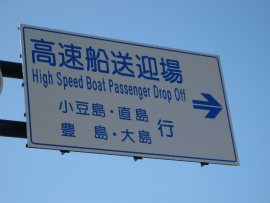 高速船送迎場
High Speed Boat Passenger Drop Off
小豆島・直島
豊　島・大島 行